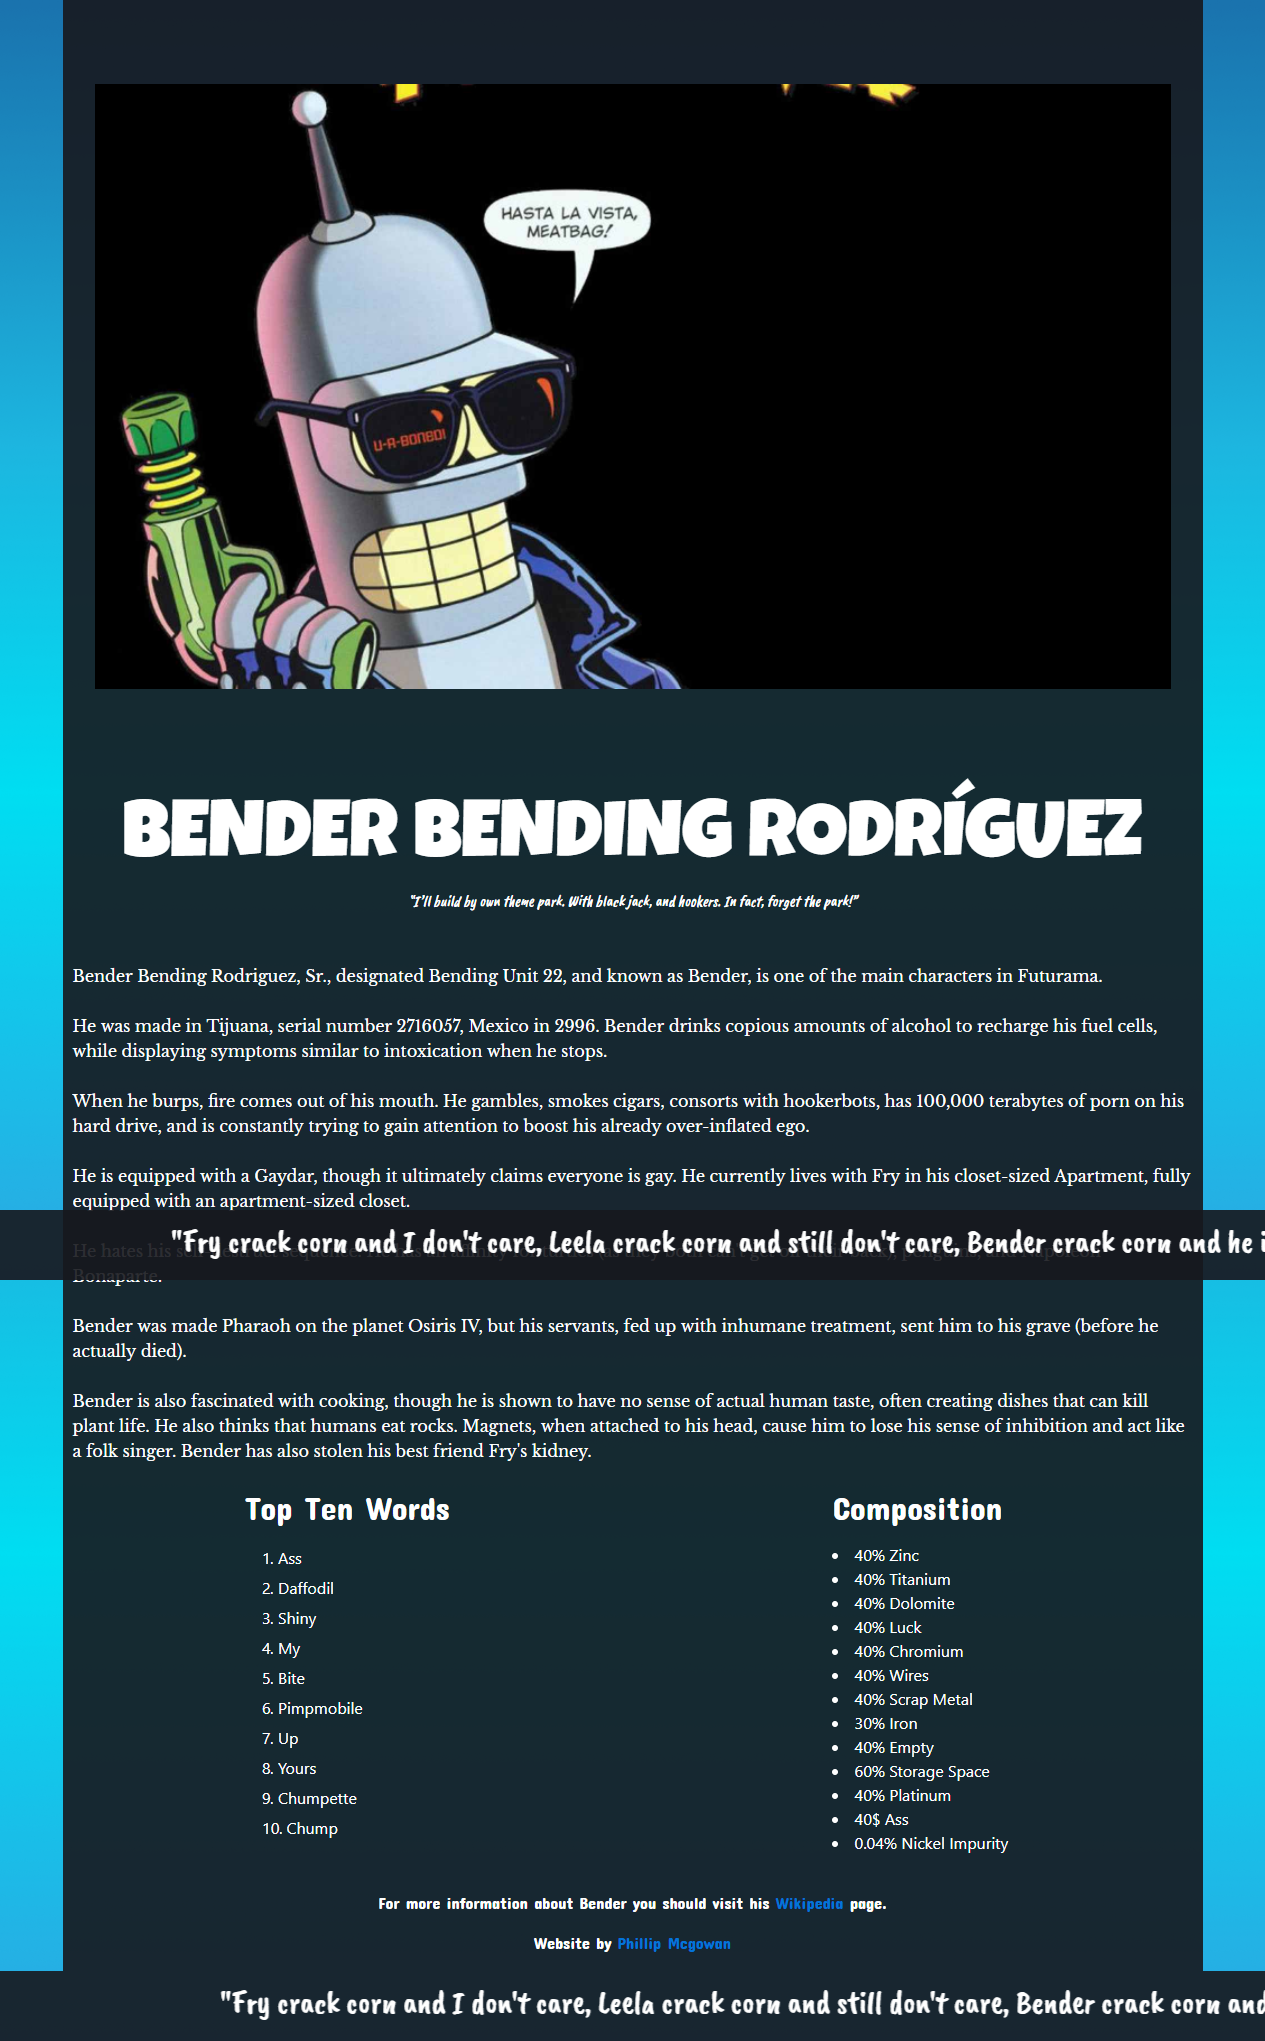 HASTA LA VISTA,
MEATBAG!
U-R-BONED!
BENDER BENDING RODRÍGUEZ
"I'll build by own theme park. With black jack, and hookers. In fact, forget the park!"
Bender Bending Rodriguez, Sr., designated Bending Unit 22, and known as Bender, is one of the main characters in Futurama.
He was made in Tijuana, serial number 2716057, Mexico in 2996. Bender drinks copious amounts of alcohol to recharge his fuel cells,
while displaying symptoms similar to intoxication when he stops.
When he burps, fire comes out of his mouth. He gambles, smokes cigars, consorts with hookerbots, has 100,000 terabytes of porn on his
hard drive, and is constantly trying to gain attention to boost his already over-inflated ego.
He is equipped with a Gaydar, though it ultimately claims everyone is gay. He currently lives with Fry in his closet-sized Apartment, fully
equipped with an apartment-sized closet.
"Fry crack corn and I don't care, Leela crack corn and still don't care, Bender crack corn and he i
He hates his
Bonaparte.
Bender was made Pharaoh on the planet Osiris IV, but his servants, fed up with inhumane treatment, sent him to his grave (before he
actually died).
Bender is also fascinated with cooking, though he is shown to have no sense of actual human taste, often creating dishes that can kill
plant life. He also thinks that humans eat rocks. Magnets, when attached to his head, cause him to lose his sense of inhibition and act like
a folk singer. Bender has also stolen his best friend Fry's kidney.
Top Ten Words
1. Ass
2. Daffodil
3. Shiny
4. My
5. Bite
6. Pimpmobile
7. Up
8. Yours
9. Chumpette
10. Chump
Composition
• 40% Zinc
• 40% Titanium
• 40% Dolomite
• 40% Luck
• 40% Chromium
• 40% Wires
• 40% Scrap Metal
• 30% Iron
• 40% Empty
• 60% Storage Space
• 40% Platinum
• 40$ Ass
• 0.04% Nickel Impurity
For more information about Bender you should visit his Wikipedia page.
Website by Phillip Mcgowan
"Fry crack corn and I don't care, Leela crack corn and still don't care, Bender crack corn and